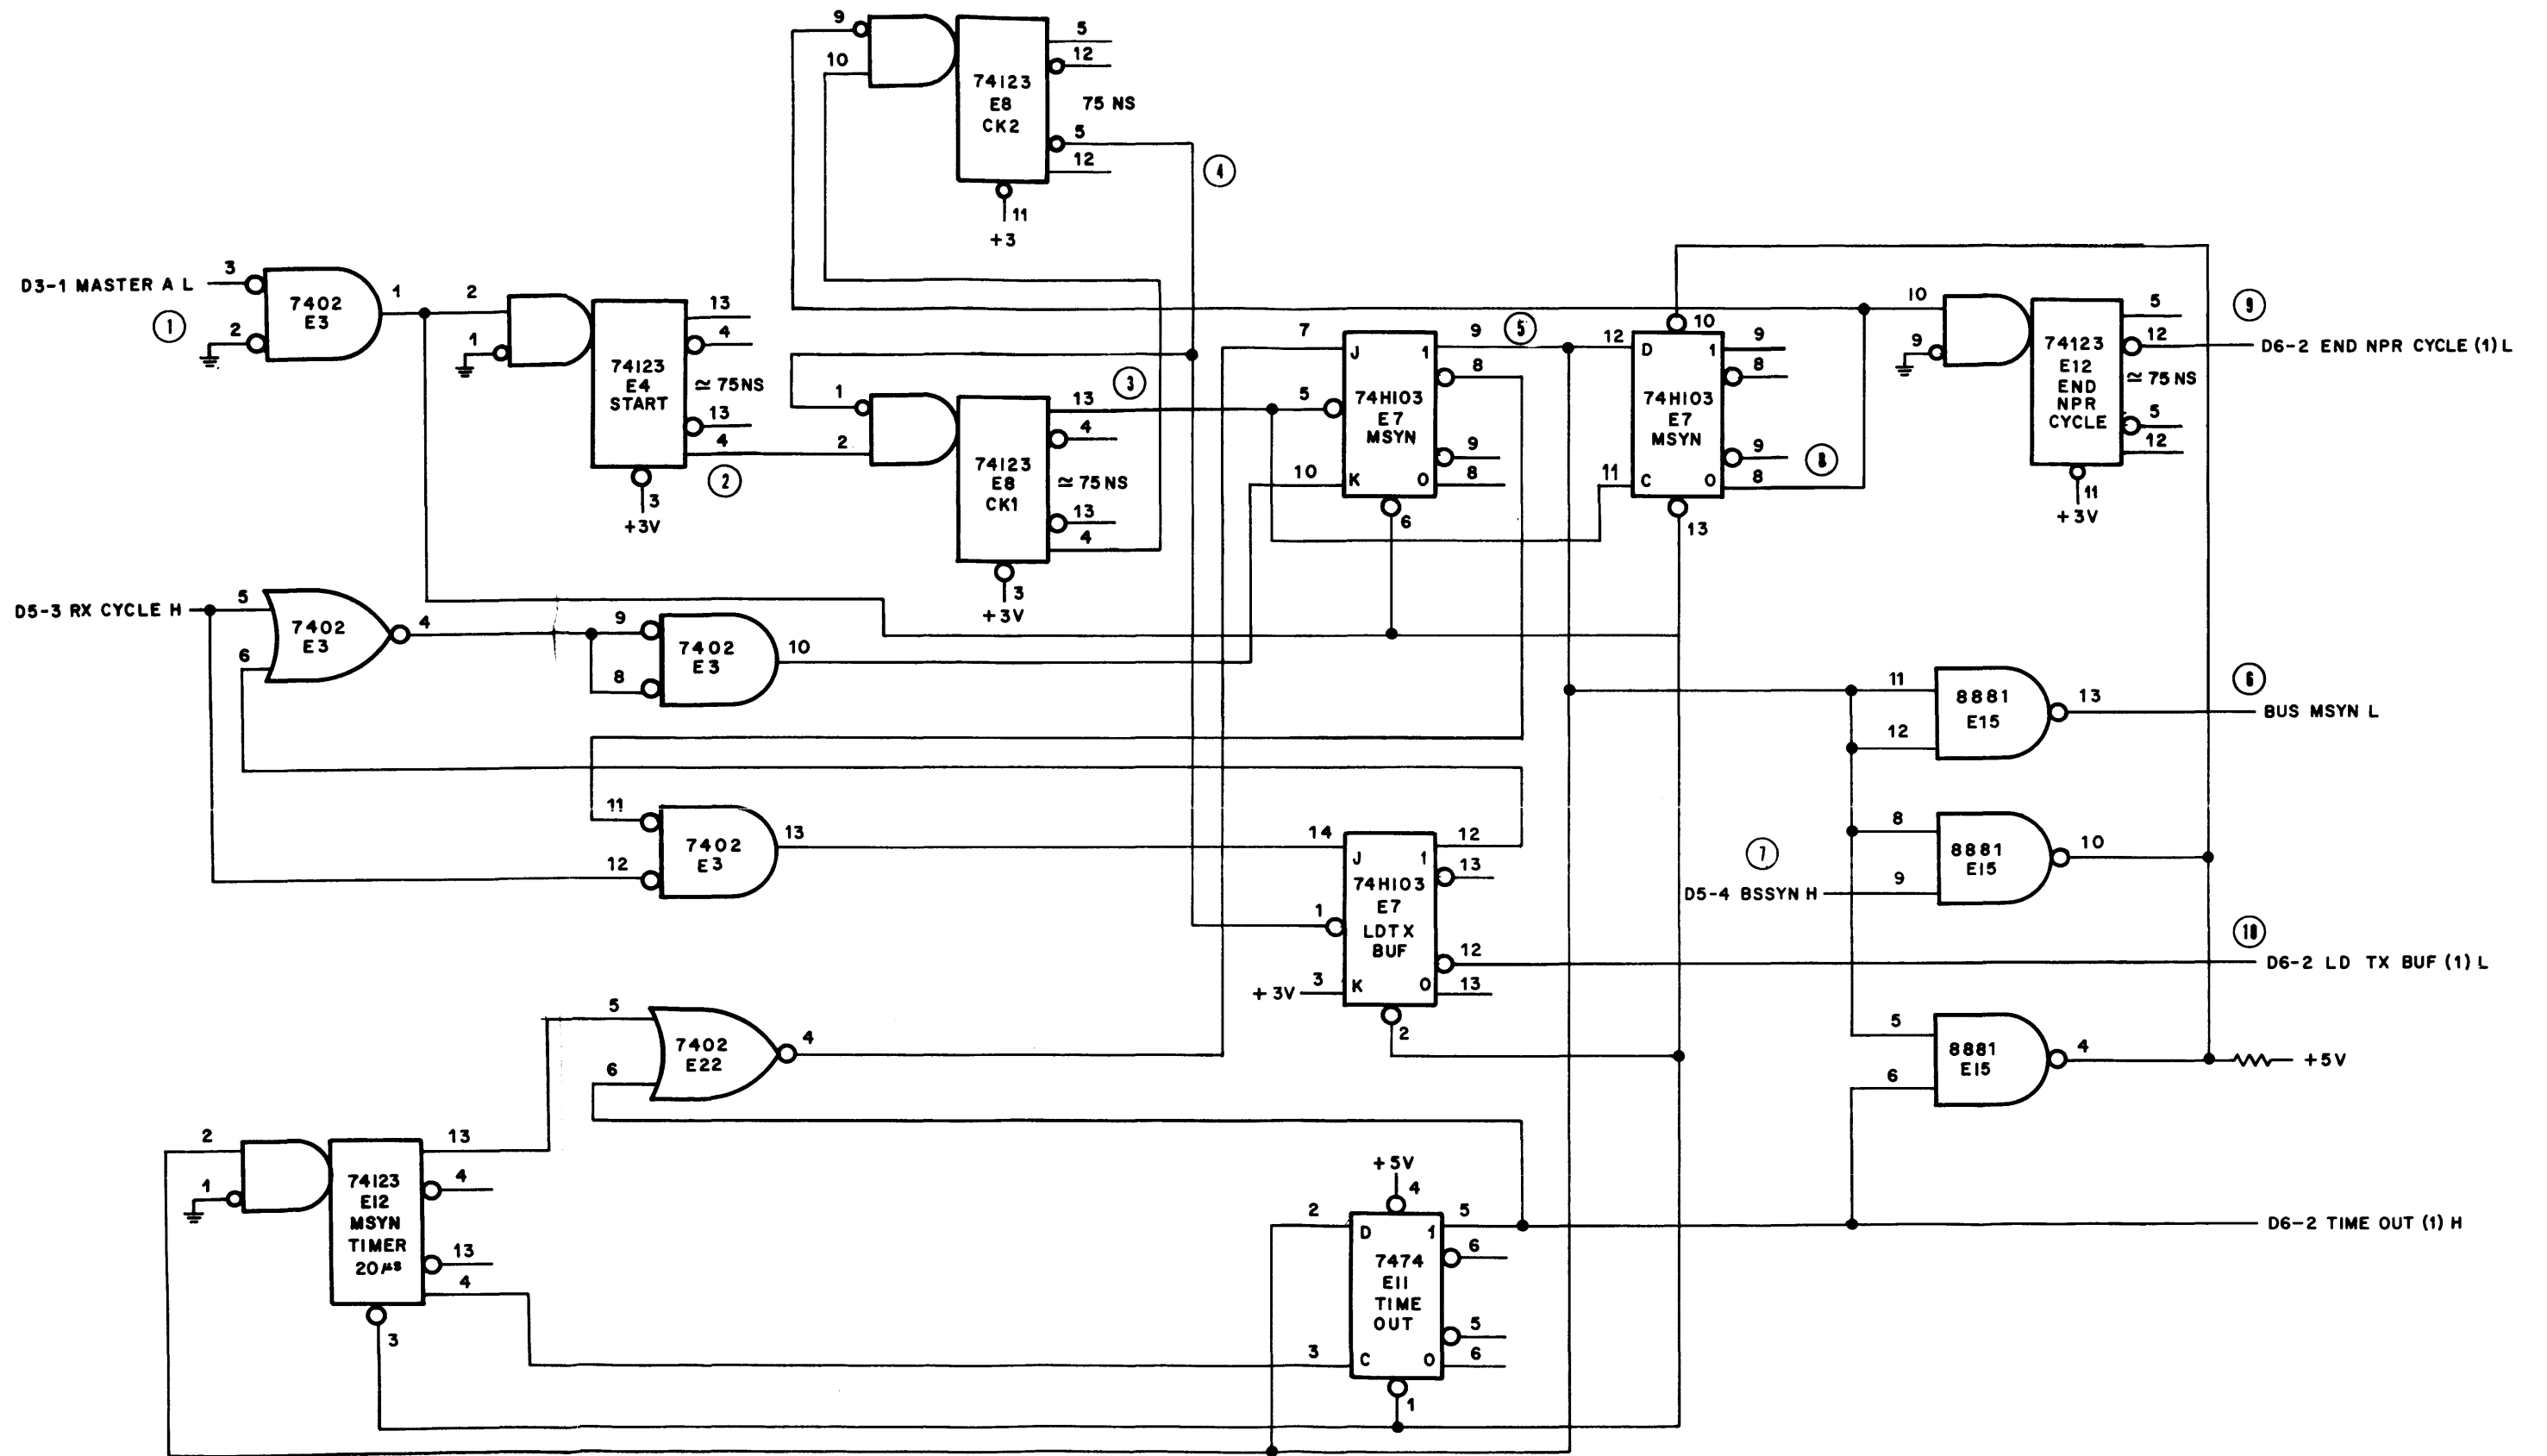 9
10
74123
E8
CK2
5
12
75 NS
5
12
11
+3
4
D3-1 MASTER A L
3
2
7402
E3
1
1
2
1
74123
E4
START
13
4
≃ 75NS
13
4
3
+3V
2
1
2
74123
E8
CK1
13
4
≃ 75 NS
13
4
3
+3V
3
7
5
10
J
1
74H103
E7
MSYN
K
0
9
8
9
8
6
5
12
11
10
D
1
74H103
E7
MSYN
C
0
9
8
9
8
13
8
10
9
74123
E12
END
NPR
CYCLE
5
12
≃ 75 NS
5
12
11
+3V
9
D6-2 END NPR CYCLE (1) L
D5-3 RX CYCLE H
5
6
7402
E3
4
9
8
7402
E3
10
11
12
7402
E3
13
11
12
8881
E15
13
6
BUS MSYN L
8
9
8881
E15
10
7
D5-4 BSSYN H
14
1
3
+3V
J
1
74H103
E7
LDTX
BUF
K
0
12
13
12
13
2
10
D6-2 LD TX BUF (1) L
5
6
7402
E22
4
5
6
8881
E15
4
+5V
2
1
74123
E12
MSYN
TIMER
20µs
13
4
13
4
3
+5V
4
2
3
D
1
7474
E11
TIME
OUT
C
0
5
6
5
6
1
D6-2 TIME OUT (1) H